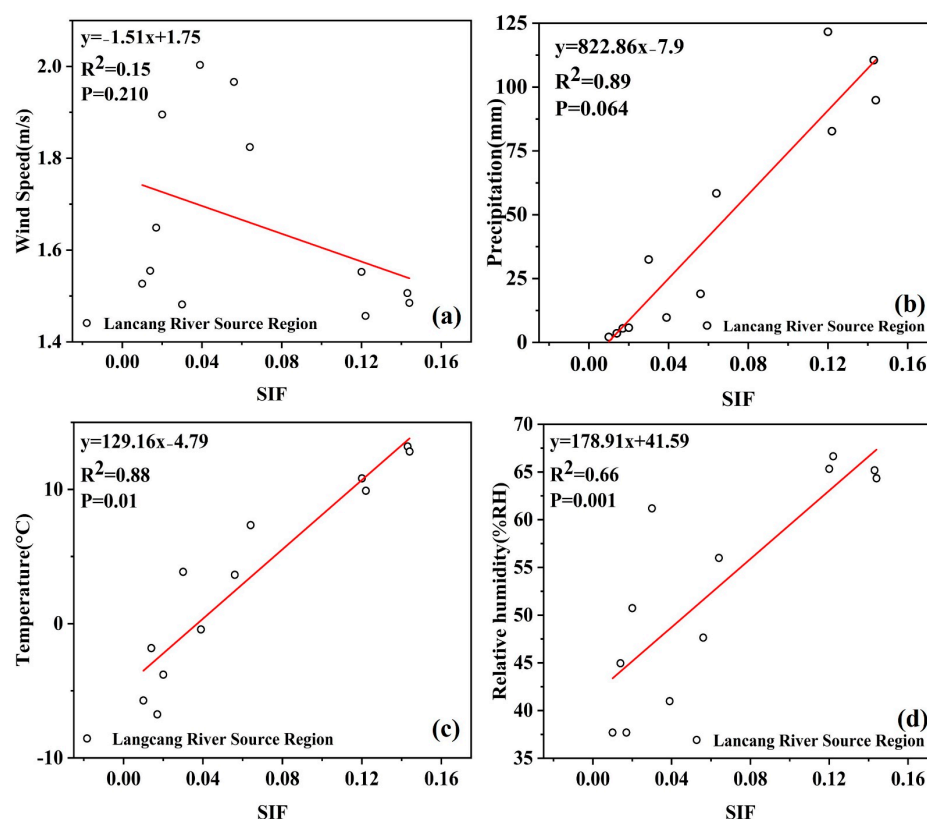 y=-1.51x+1.75
R²=0.15
P=0.210
2.0
1.8
1.6
1.4
Wind Speed(m/s)
Lancang River Source Region
(a)
0.00 0.04 0.08 0.12 0.16
SIF
y=822.86x-7.9
R²=0.89
P=0.064
125
100
75
50
25
0
Precipitation(mm)
(b)
Lancang River Source Region
0.00 0.04 0.08 0.12 0.16
SIF
y=129.16x-4.79
R²=0.88
P=0.01
10
0
-10
Temperature(°C)
(c)
Langcang River Source Region
0.00 0.04 0.08 0.12 0.16
SIF
y=178.91x+41.59
R²=0.66
P=0.001
70
65
60
55
50
45
40
35
Relative humidity(%RH)
(d)
Lancang River Source Region
0.00 0.04 0.08 0.12 0.16
SIF